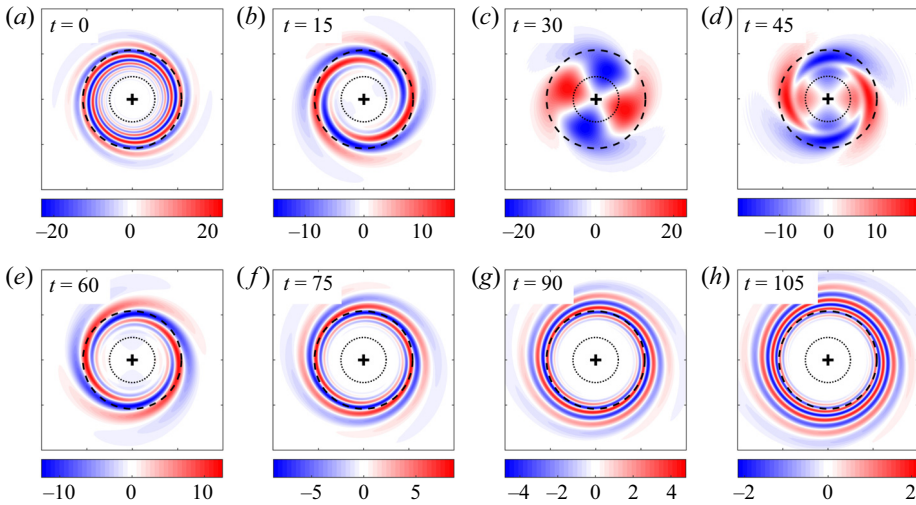 (a) t = 0 (b) t = 15 (c) t = 30 (d) t = 45
–20 0 20 –10 0 10 –20 0 20 –10 0 10
(e) t = 60 (f) t = 75 (g) t = 90 (h) t = 105
–10 0 10 –5 0 5 –4 –2 0 2 4 –2 0 2